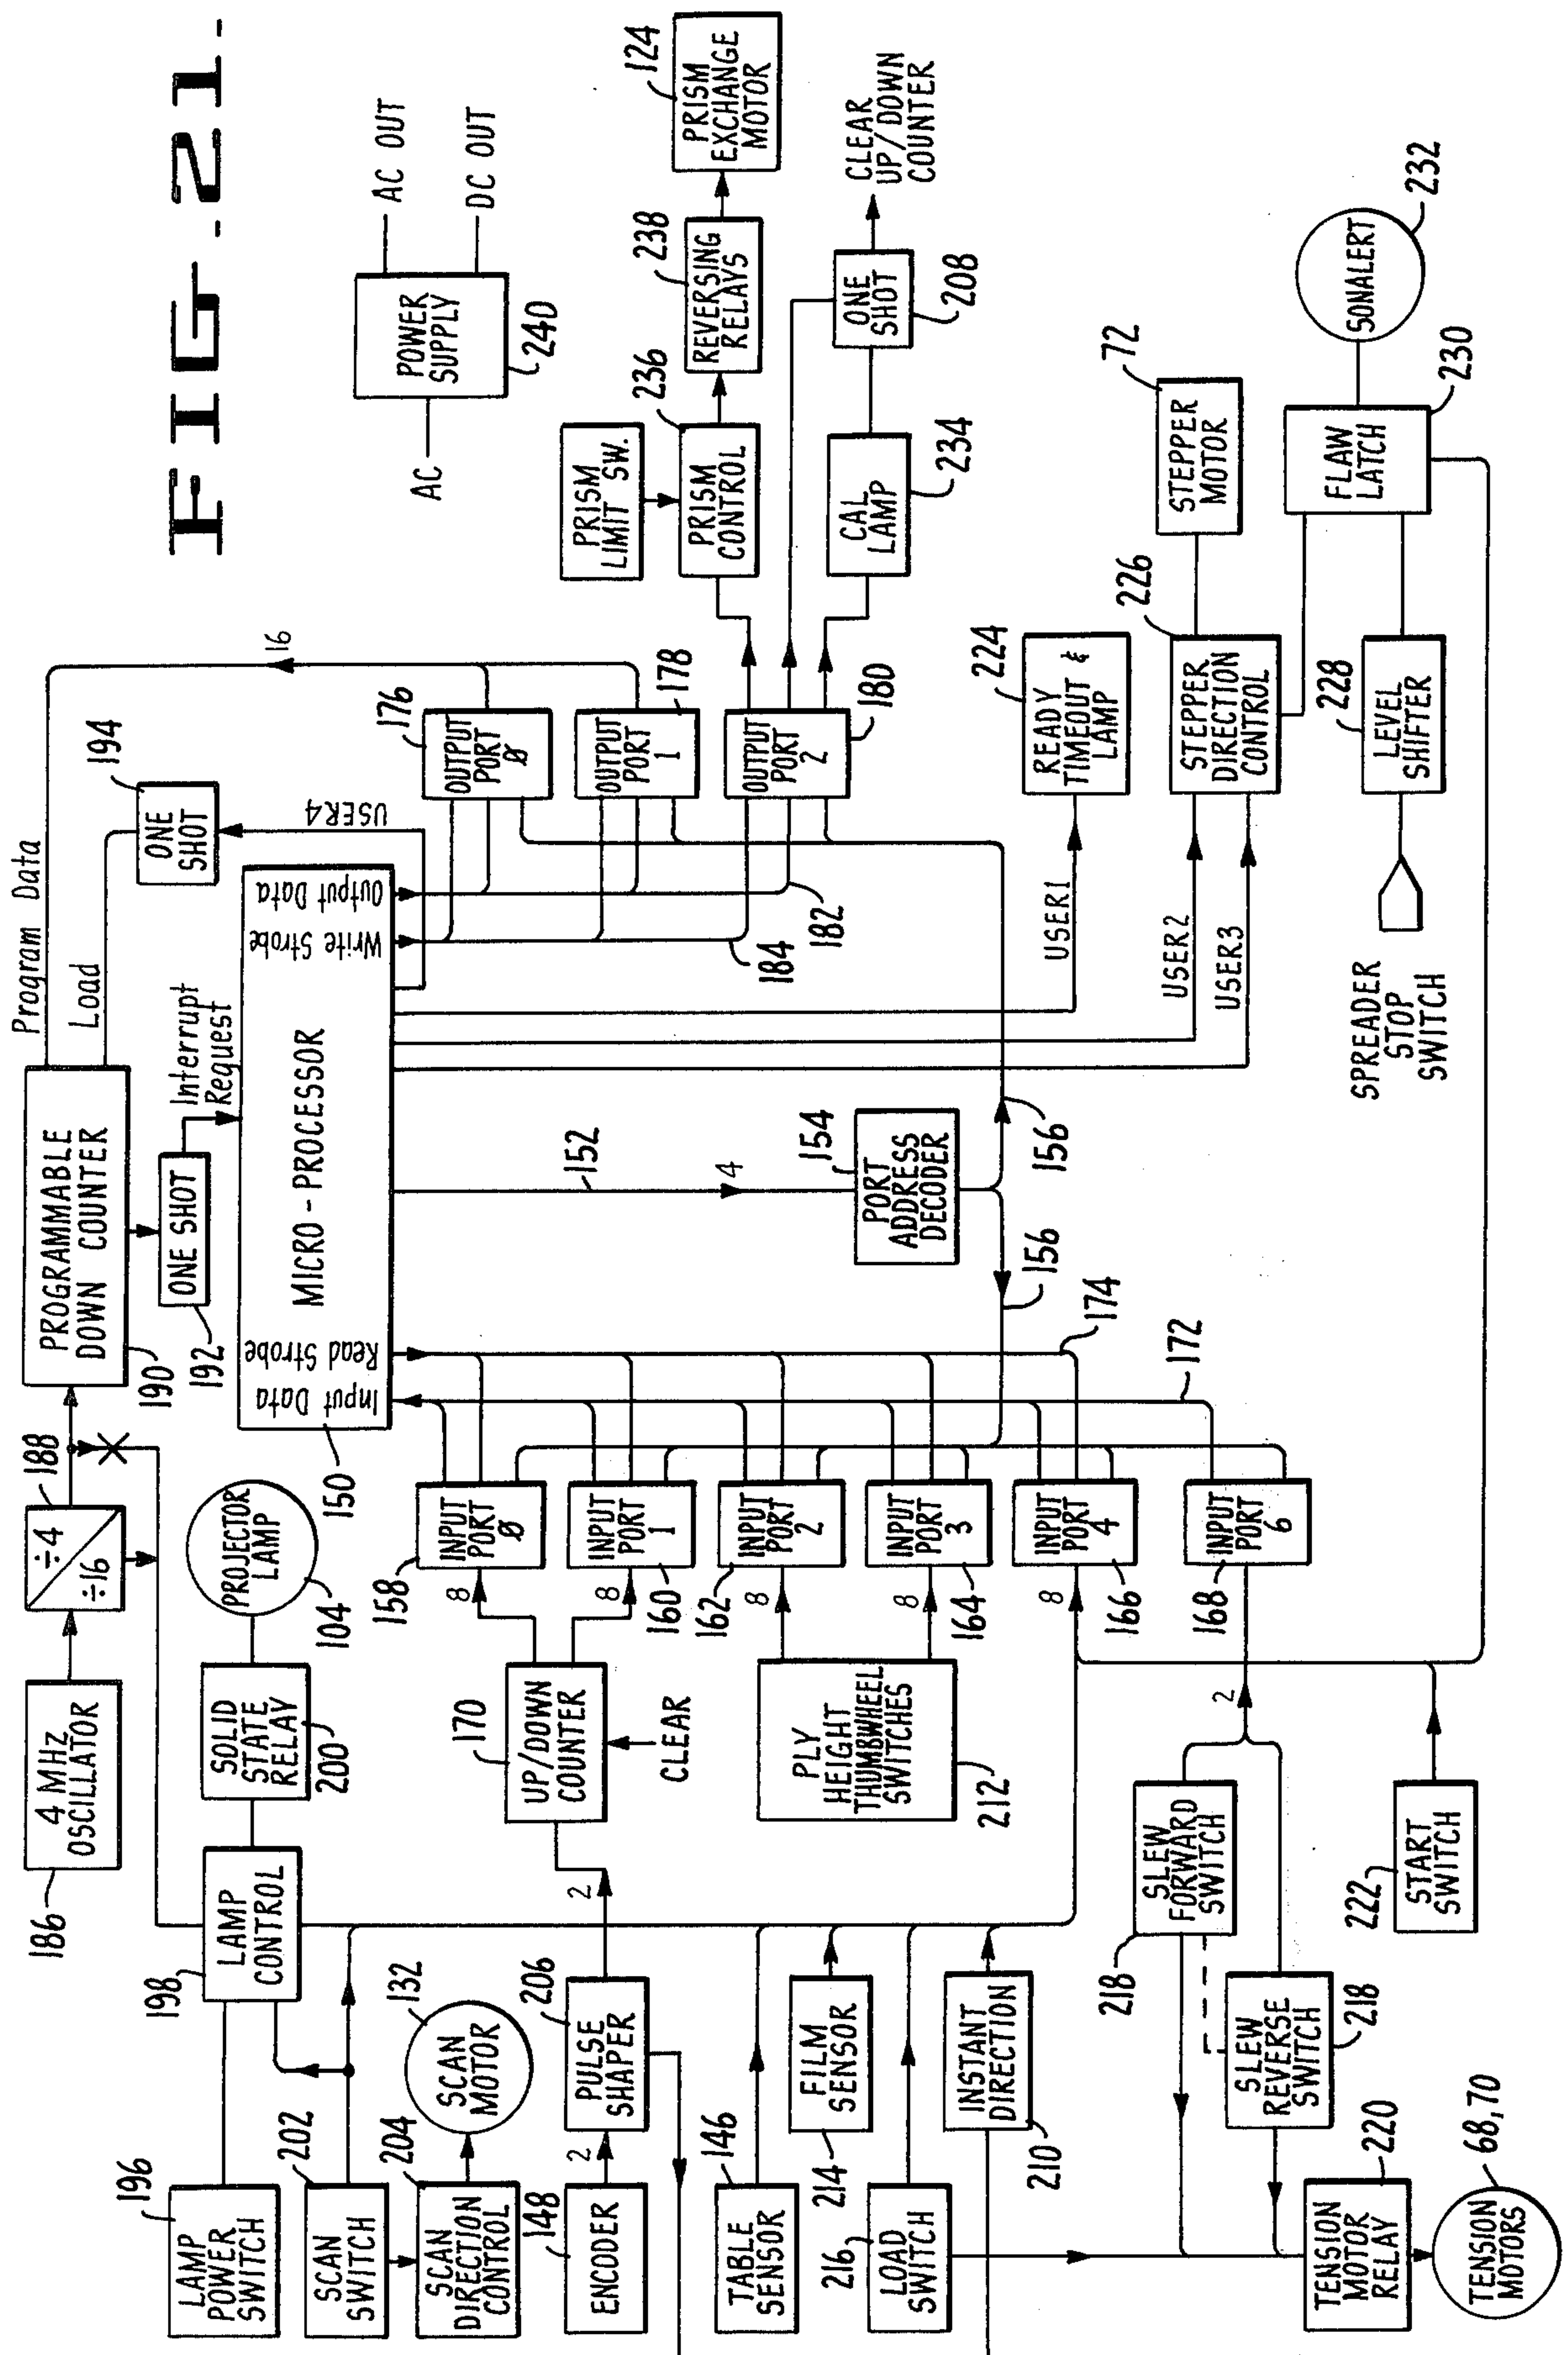 FIG_21_
196
LAMP
POWER
SWITCH
202
SCAN
SWITCH
204
SCAN
DIRECTION
CONTROL
148
ENCODER
2
146
TABLE
SENSOR
214
FILM
SENSOR
216
LOAD
SWITCH
210
INSTANT
DIRECTION
218
SLEW
FORWARD
SWITCH
SLEW
REVERSE
SWITCH
218
220
TENSION
MOTOR
RELAY
68,70
TENSION
MOTORS
186
4 MHz
OSCILLATOR
198
LAMP
CONTROL
132
SCAN
MOTOR
206
PULSE
SHAPER
2
SOLID
STATE
RELAY
200
PROJECTOR
LAMP
104
170
UP/DOWN
COUNTER
CLEAR
PLY
HEIGHT
THUMBWHEEL
SWITCHES
212
222
START
SWITCH
2
÷4
÷16
188
158
8
INPUT
PORT
Ø
8
160
INPUT
PORT
1
162
8
INPUT
PORT
2
8
164
INPUT
PORT
3
8
166
INPUT
PORT
4
168
INPUT
PORT
6
172
174
190
PROGRAMMABLE
DOWN COUNTER
192
ONE SHOT
Interrupt
Request
150
MICRO-PROCESSOR
Input Data
Read Strobe
Write Strobe
Output Data
152
4
154
PORT
ADDRESS
DECODER
156
156
Program Data
Load
194
ONE
SHOT
USER4
16
176
OUTPUT
PORT
Ø
OUTPUT
PORT
1
178
OUTPUT
PORT
2
180
182
184
USER1
USER2
USER3
224
READY
TIMEOUT &
LAMP
226
STEPPER
DIRECTION
CONTROL
STEPPER
MOTOR
72
SPREADER
STOP
SWITCH
228
LEVEL
SHIFTER
FLAW
LATCH
230
SONALERT
232
AC
POWER
SUPPLY
240
AC OUT
DC OUT
PRISM
LIMIT SW.
236
PRISM
CONTROL
238
REVERSING
RELAYS
124
PRISM
EXCHANGE
MOTOR
CAL
LAMP
234
ONE
SHOT
208
CLEAR
UP/DOWN
COUNTER